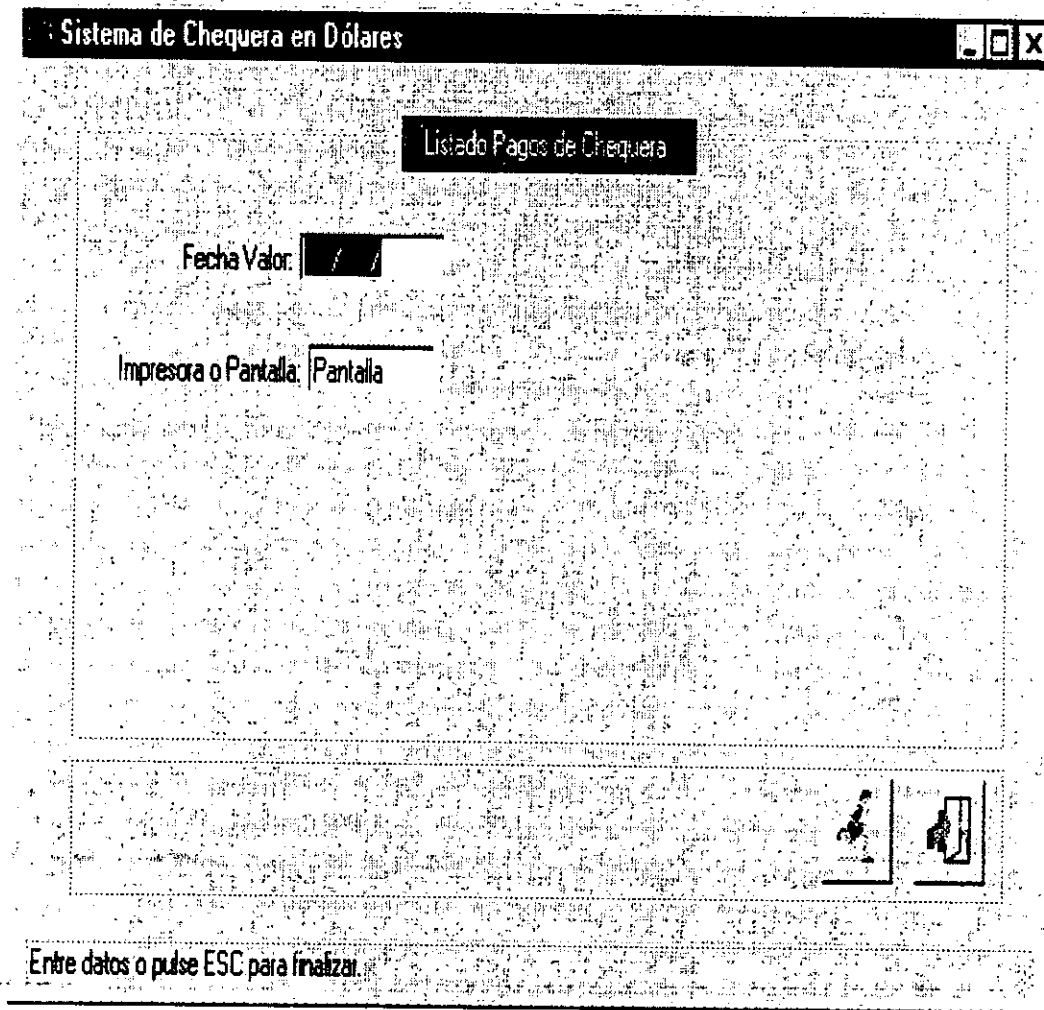 Sistema de Chequera en Dólares
Listado Pagos de Chequera
Fecha Valor: / /
Impresora o Pantalla: Pantalla
Entre datos o pulse ESC para finalizar.